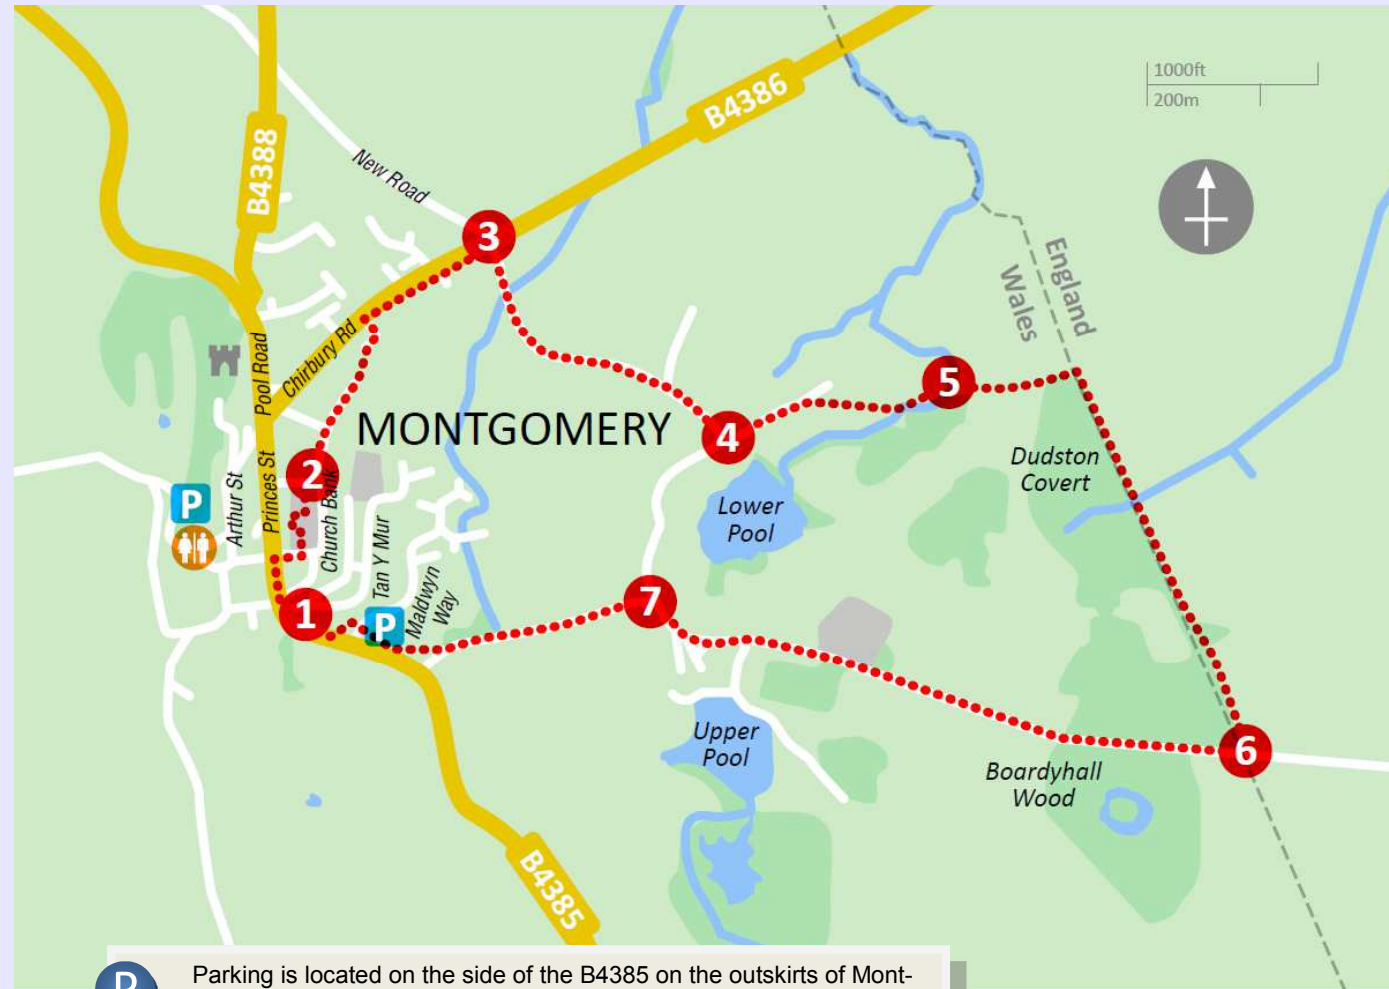 1000ft
200m
B4386
B4388
New Road
3
England
Wales
Pool Road
Chirbury Rd
5
MONTGOMERY
4
2
Dudston
Covert
Arthur St
Princes St
Church Bank
P
Lower
Pool
Tan Y Mur
Maldwyn
Way
1
P
7
Upper
Pool
6
Boardyhall
Wood
B4385
P
Parking is located on the side of the B4385 on the outskirts of Mont-